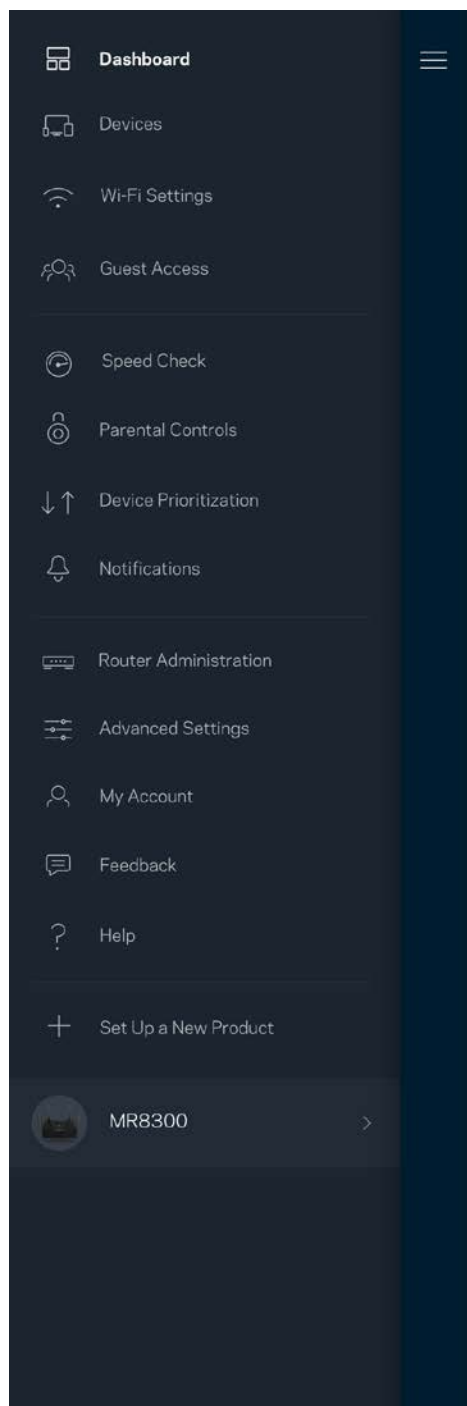 Dashboard
Devices
Wi-Fi Settings
Guest Access
Speed Check
Parental Controls
Device Prioritization
Notifications
Router Administration
Advanced Settings
My Account
Feedback
Help
Set Up a New Product
MR8300